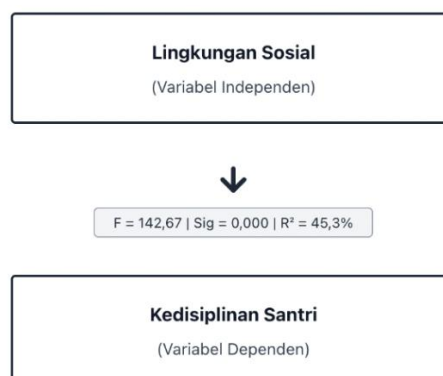 Lingkungan Sosial
(Variabel Independen)
F = 142,67 | Sig = 0,000 | R² = 45,3%
Kedisiplinan Santri
(Variabel Dependen)